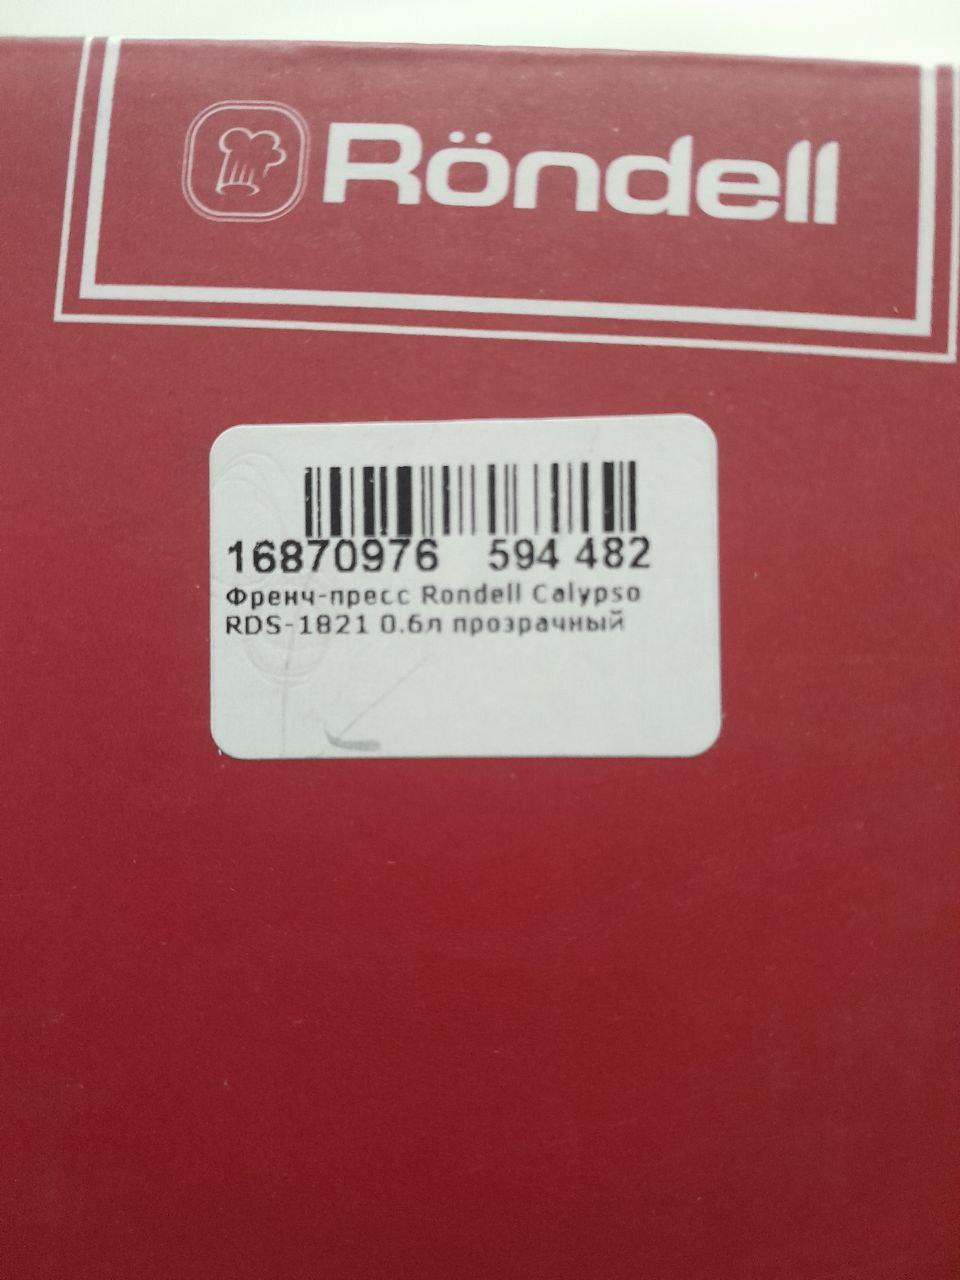 Röndell
16870976 594 482
Френч-пресс Rondell Calypso
RDS-1821 0.6л прозрачный